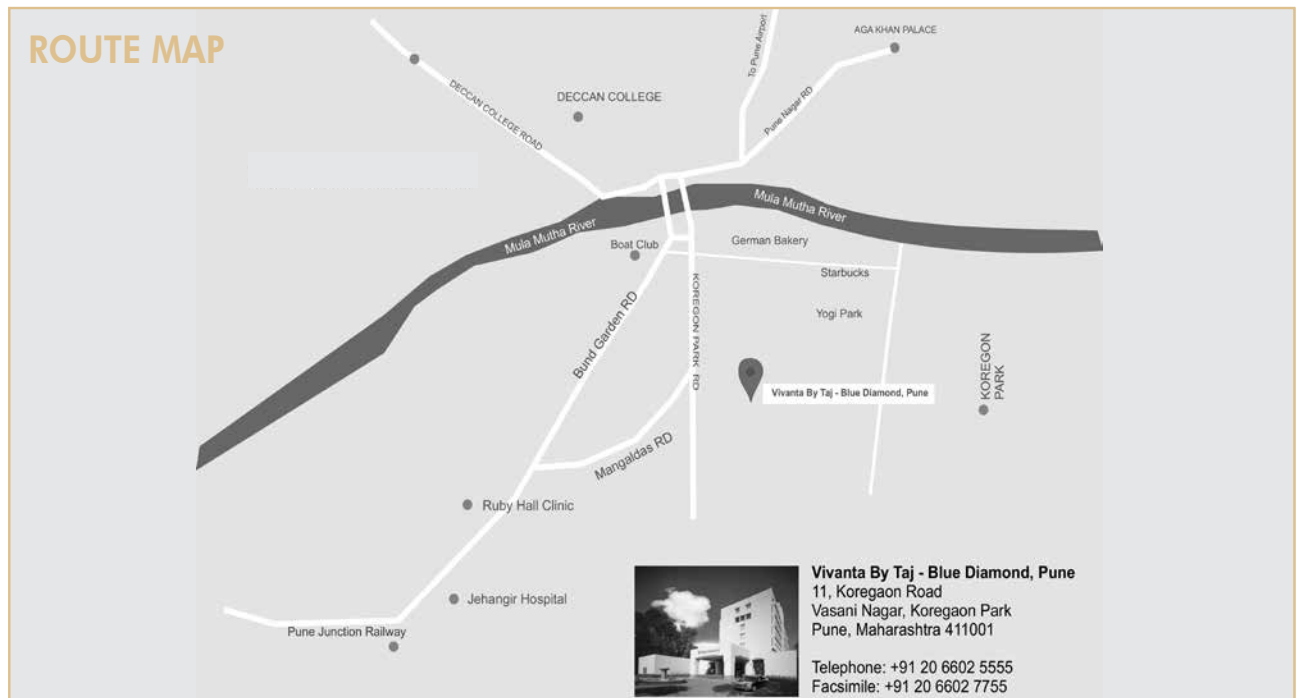 ROUTE MAP
AGA KHAN PALACE
To Pune Airport
DECCAN COLLEGE
DECCAN COLLEGE ROAD
Pune Nagar RD
Mula Mutha River
Mula Mutha River
Boat Club
German Bakery
Starbucks
KOREGON PARK RD
Bund Garden RD
Yogi Park
KOREGON
PARK
Vivanta By Taj - Blue Diamond, Pune
Mangaldas RD
Ruby Hall Clinic
Jehangir Hospital
Pune Junction Railway
Vivanta By Taj - Blue Diamond, Pune
11, Koregaon Road
Vasani Nagar, Koregaon Park
Pune, Maharashtra 411001
Telephone: +91 20 6602 5555
Facsimile: +91 20 6602 7755